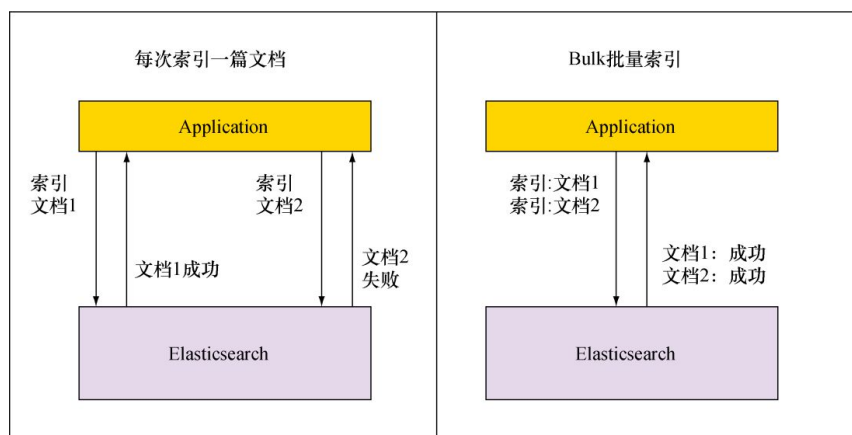 每次索引一篇文档
Application
索引
文档1
文档1成功
索引
文档2
文档2
失败
Elasticsearch
Bulk批量索引
Application
索引:文档1
索引:文档2
文档1：成功
文档2：成功
Elasticsearch